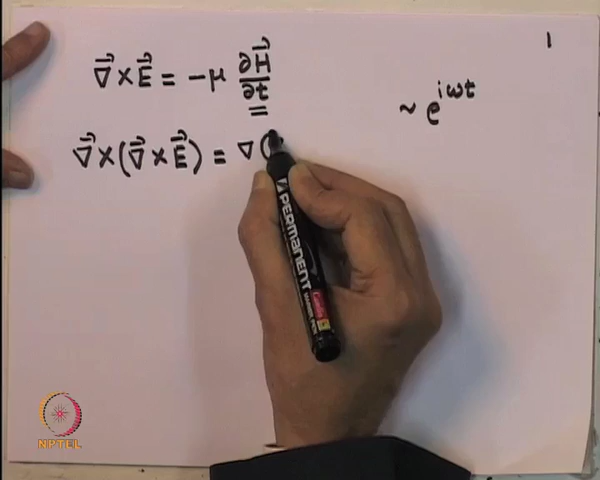 1
∇⃗ × E⃗ = -μ ∂H⃗/∂t
~ e^{iωt}
∇⃗ × (∇⃗ × E⃗) = ∇ (
PERMANENT
NPTEL